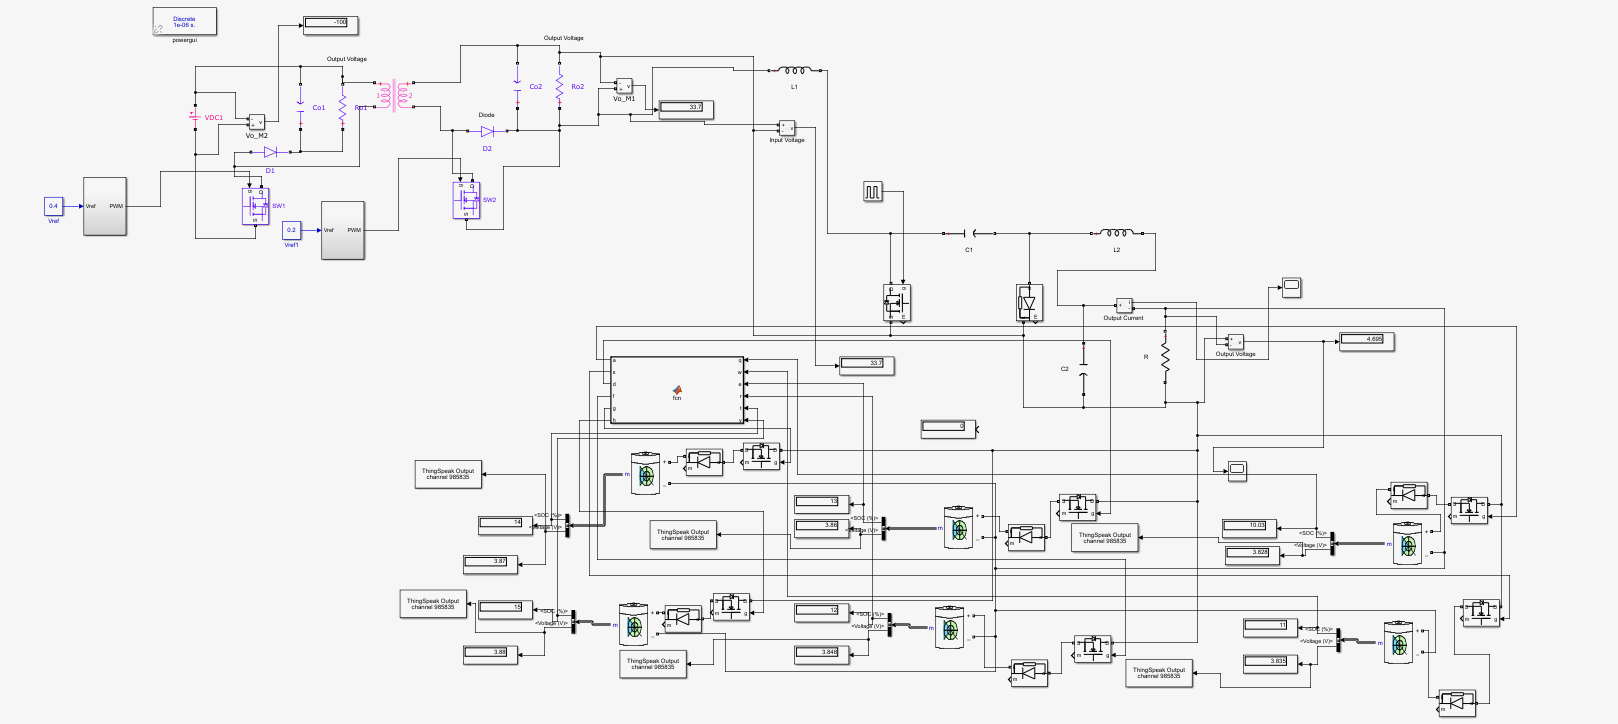 Discrete
1e-06 s.
powergui
-100
Output Voltage
Output Voltage
VDC1
Vo_M2
Co1
Ro1
1
2
Co2
Ro2
Vo_M1
33.7
L1
Input Voltage
Diode
D2
D1
SW1
SW2
0.4
Vref
Vref
PWM
0.2
Vref1
Vref
PWM
C1
L2
Output Current
Output Voltage
4.695
R
C2
33.7
fcn
0
ThingSpeak Output
channel 985835
14
<SOC (%)>
<Voltage (V)>
3.87
m
ThingSpeak Output
channel 985835
13
<SOC (%)>
3.86
<Voltage (V)>
m
ThingSpeak Output
channel 985835
10.03
<SOC (%)>
3.828
<Voltage (V)>
m
ThingSpeak Output
channel 985835
15
<SOC (%)>
<Voltage (V)>
3.88
m
ThingSpeak Output
channel 985835
12
<SOC (%)>
<Voltage (V)>
3.848
m
ThingSpeak Output
channel 985835
11
<SOC (%)>
<Voltage (V)>
3.835
m